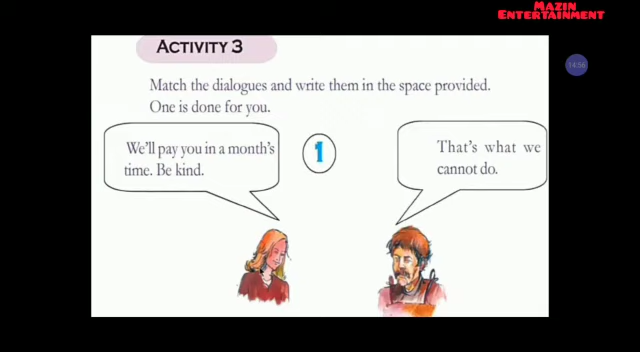 MAZIN
ENTERTAINMENT
14:56
ACTIVITY 3
Match the dialogues and write them in the space provided.
One is done for you.
We'll pay you in a month's
time. Be kind.
1
That's what we
cannot do.